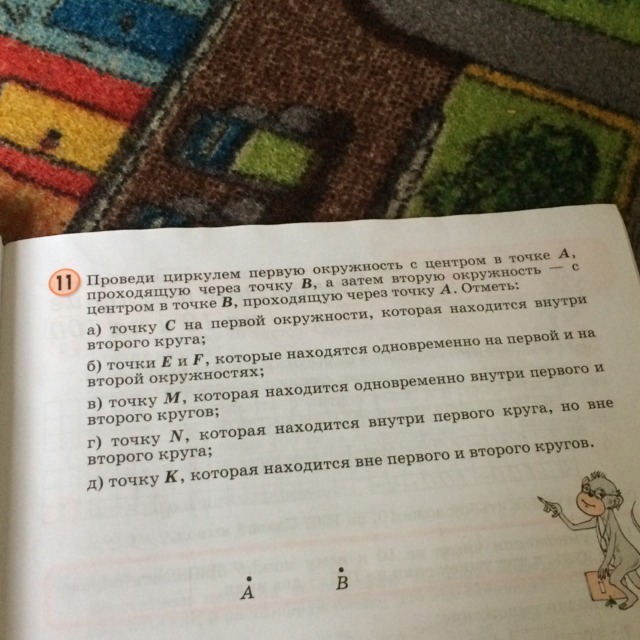 11 Проведи циркулем первую окружность с центром в точке A,
проходящую через точку B, а затем вторую окружность — с
центром в точке B, проходящую через точку A. Отметь:
а) точку C на первой окружности, которая находится внутри
второго круга;
б) точки E и F, которые находятся одновременно на первой и на
второй окружностях;
в) точку M, которая находится одновременно внутри первого и
второго кругов;
г) точку N, которая находится внутри первого круга, но вне
второго круга;
д) точку K, которая находится вне первого и второго кругов.
A B